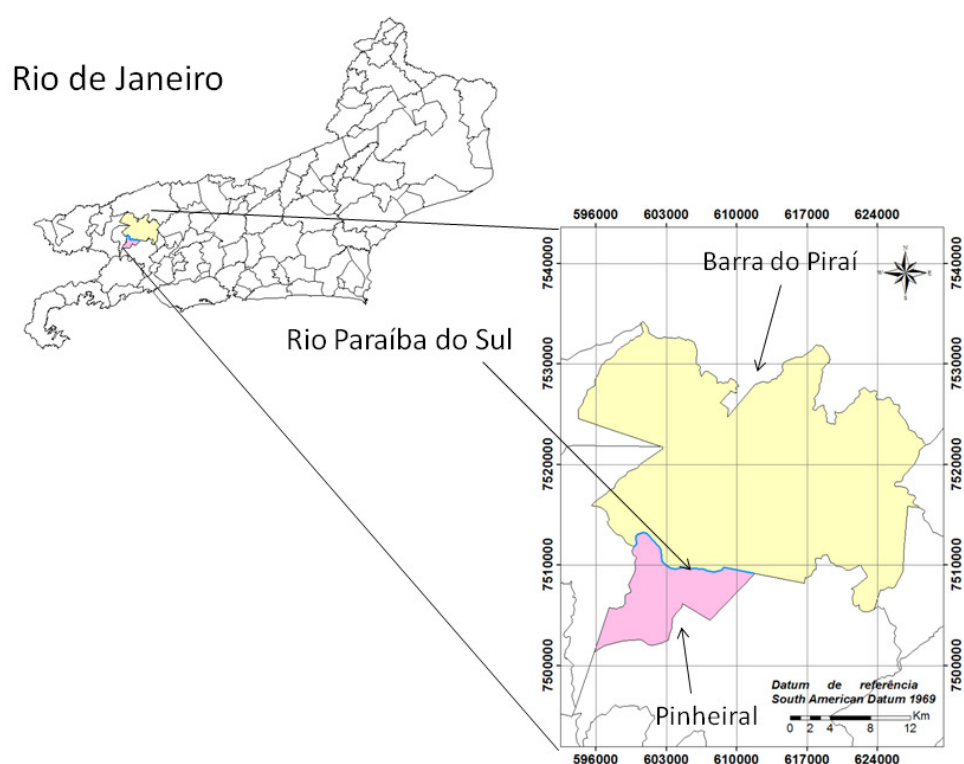 Rio de Janeiro
596000 603000 610000 617000 624000
Barra do Piraí
N
W E
S
7540000 7540000
Rio Paraíba do Sul
7530000 7530000
7520000 7520000
7510000 7510000
7500000 7500000
Datum de referência
South American Datum 1969
Pinheiral
Km
0 2 4 8 12
596000 603000 610000 617000 624000